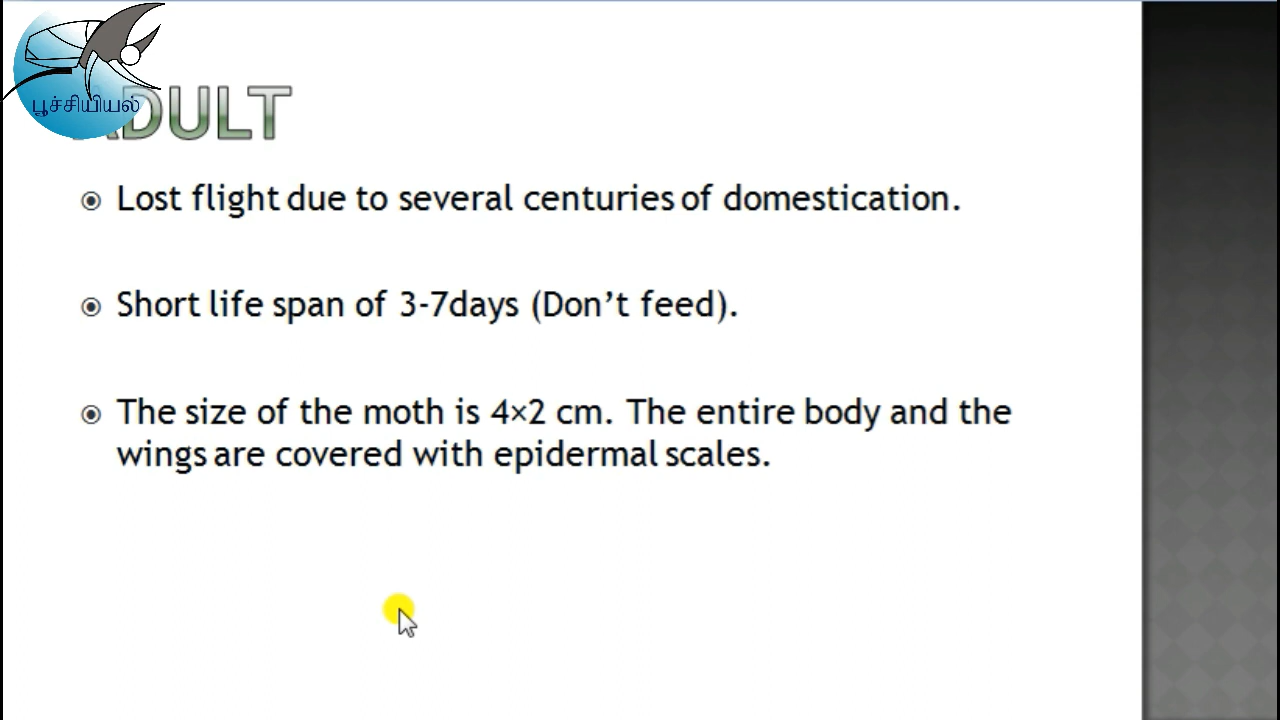 பூச்சியியல்
ADULT
Lost flight due to several centuries of domestication.
Short life span of 3-7days (Don’t feed).
The size of the moth is 4×2 cm. The entire body and the
wings are covered with epidermal scales.